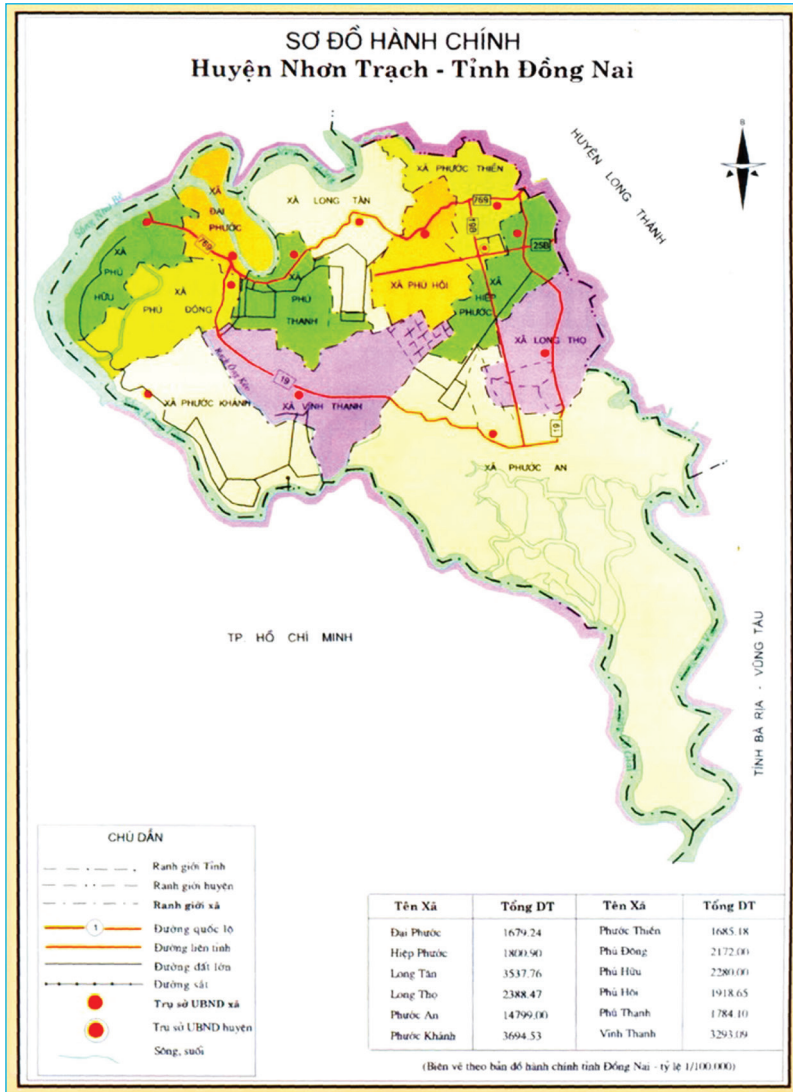 SƠ ĐỒ HÀNH CHÍNH
Huyện Nhơn Trạch - Tỉnh Đồng Nai
B
HUYỆN LONG THÀNH
XÃ PHƯỚC THIỀN
XÃ LONG TÂN
XÃ ĐẠI PHƯỚC
Sông Nhà Bè
769
769
25B
XÃ PHÚ HỮU
XÃ PHÚ ĐÔNG
XÃ PHÚ THẠNH
XÃ PHÚ HỘI
XÃ HIỆP PHƯỚC
XÃ LONG THỌ
19
XÃ PHƯỚC KHÁNH
XÃ VĨNH THANH
19
XÃ PHƯỚC AN
TP HỒ CHÍ MINH
TỈNH BÀ RỊA - VŨNG TÀU
CHÚ DẪN
Ranh giới Tỉnh
Ranh giới huyện
Ranh giới xã
1 Đường quốc lộ
Đường liên tỉnh
Đường đất lớn
Đường sắt
Trụ sở UBND xã
Trụ sở UBND huyện
Sông, suối
Tên Xã Tổng DT Tên Xã Tổng DT
Đại Phước 1679.24 Phước Thiền 1685.18
Hiệp Phước 1800.90 Phú Đông 2172.00
Long Tân 3537.76 Phú Hữu 2280.00
Long Thọ 2388.47 Phú Hội 1918.65
Phước An 14799.00 Phú Thạnh 1784.10
Phước Khánh 3694.53 Vĩnh Thanh 3293.09
(Biên vẽ theo bản đồ hành chính tỉnh Đồng Nai - tỷ lệ 1/100.000)